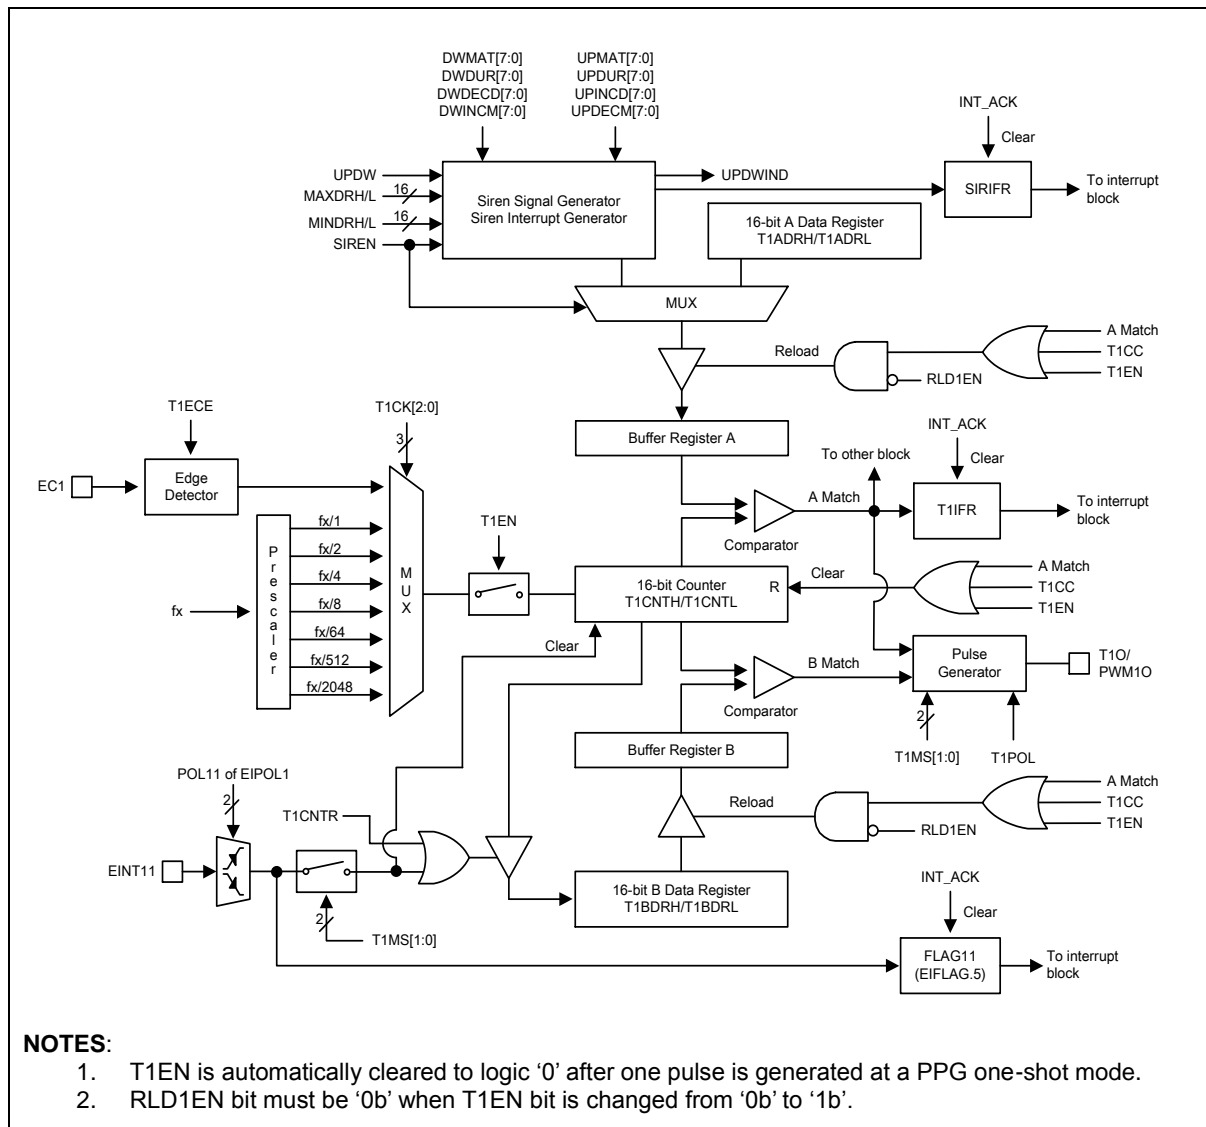 DWMAT[7:0]
DWDUR[7:0]
DWDECD[7:0]
DWINCM[7:0]
UPMAT[7:0]
UPDUR[7:0]
UPINCD[7:0]
UPDECM[7:0]
INT_ACK
Clear
UPDW
MAXDRH/L
16
MINDRH/L
16
SIREN
Siren Signal Generator
Siren Interrupt Generator
UPDWIND
SIRIFR
To interrupt
block
16-bit A Data Register
T1ADRH/T1ADRL
MUX
Reload
RLD1EN
A Match
T1CC
T1EN
T1ECE
T1CK[2:0]
3
Buffer Register A
INT_ACK
Clear
To other block
EC1
Edge
Detector
A Match
T1IFR
To interrupt
block
Comparator
fx
Prescaler
fx/1
fx/2
fx/4
fx/8
fx/64
fx/512
fx/2048
MUX
T1EN
16-bit Counter
T1CNTH/T1CNTL
R
Clear
A Match
T1CC
T1EN
Clear
B Match
Comparator
Pulse
Generator
T1O/
PWM1O
2
T1MS[1:0]
T1POL
Buffer Register B
POL11 of EIPOL1
2
T1CNTR
Reload
RLD1EN
A Match
T1CC
T1EN
EINT11
2
T1MS[1:0]
16-bit B Data Register
T1BDRH/T1BDRL
INT_ACK
Clear
FLAG11
(EIFLAG.5)
To interrupt
block
NOTES:
1. T1EN is automatically cleared to logic ‘0’ after one pulse is generated at a PPG one-shot mode.
2. RLD1EN bit must be ‘0b’ when T1EN bit is changed from ‘0b’ to ‘1b’.